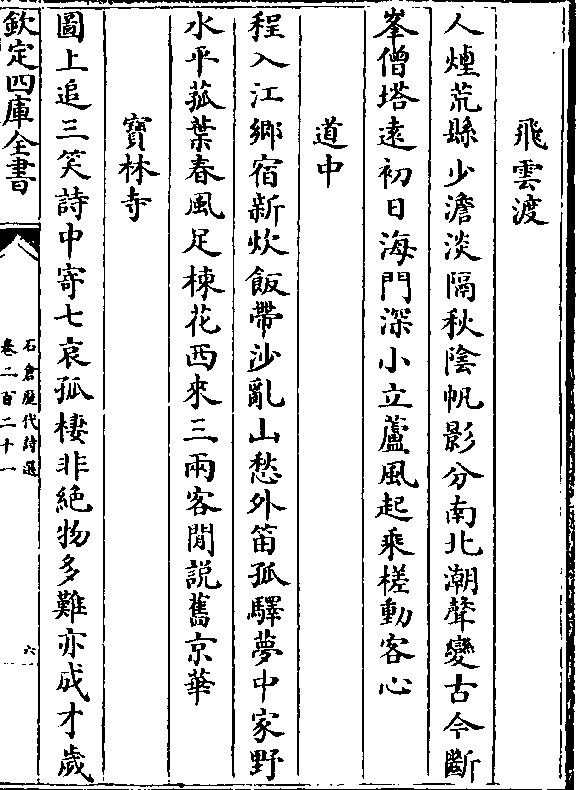 飛雲渡
人煙荒縣少澹淡隔秋陰帆影分南北潮聲變古今斷
峯僧塔逺初日海門深小立蘆風起乘槎動客心
道中
程入江鄉宿新炊飯帶沙亂山愁外笛孤驛夢中家野
水平菰葉春風足楝花西來三兩客閒説舊京華
寳林寺
圖上追三笑詩中寄七哀孤棲非絶物多難亦成才歳
欽定四庫全書
石倉歷代詩選
卷二百二十一
六